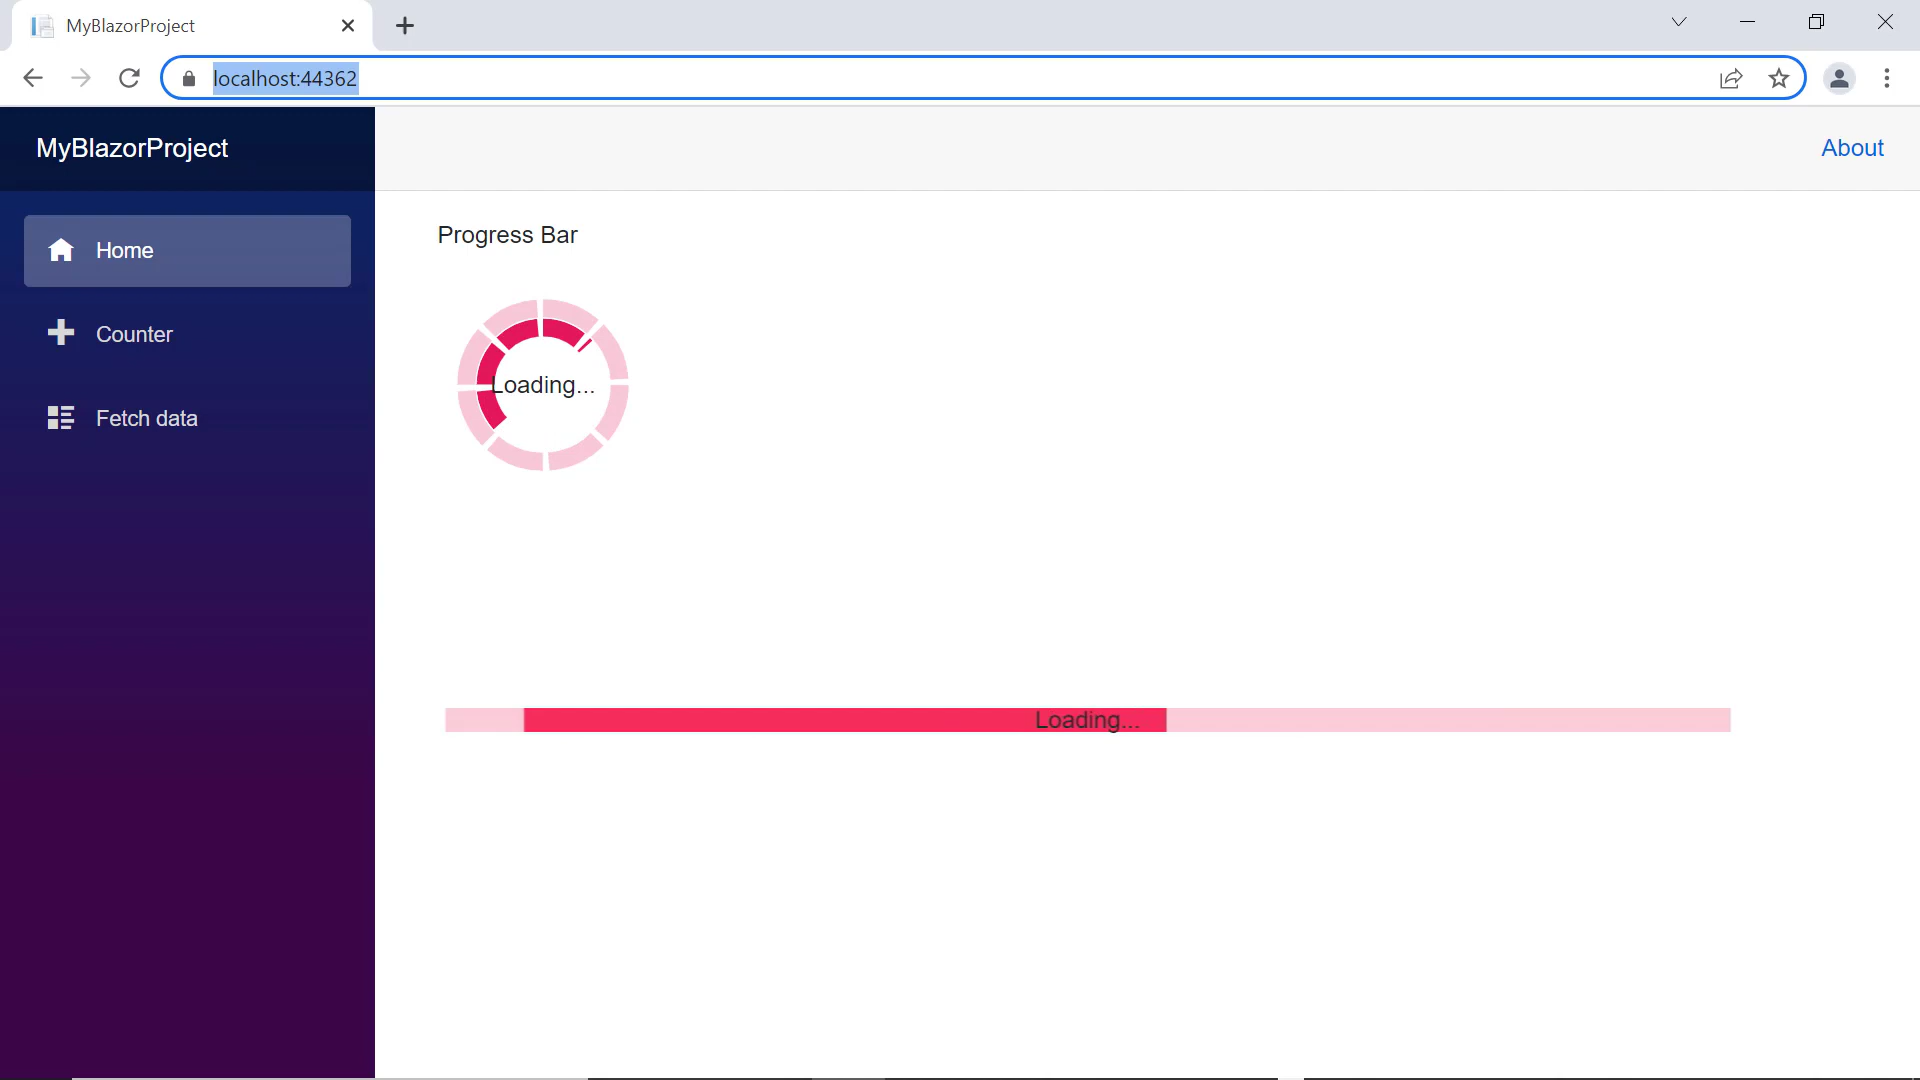 MyBlazorProject
localhost:44362
MyBlazorProject
About
Home
Counter
Fetch data
Progress Bar
Loading...
Loading...